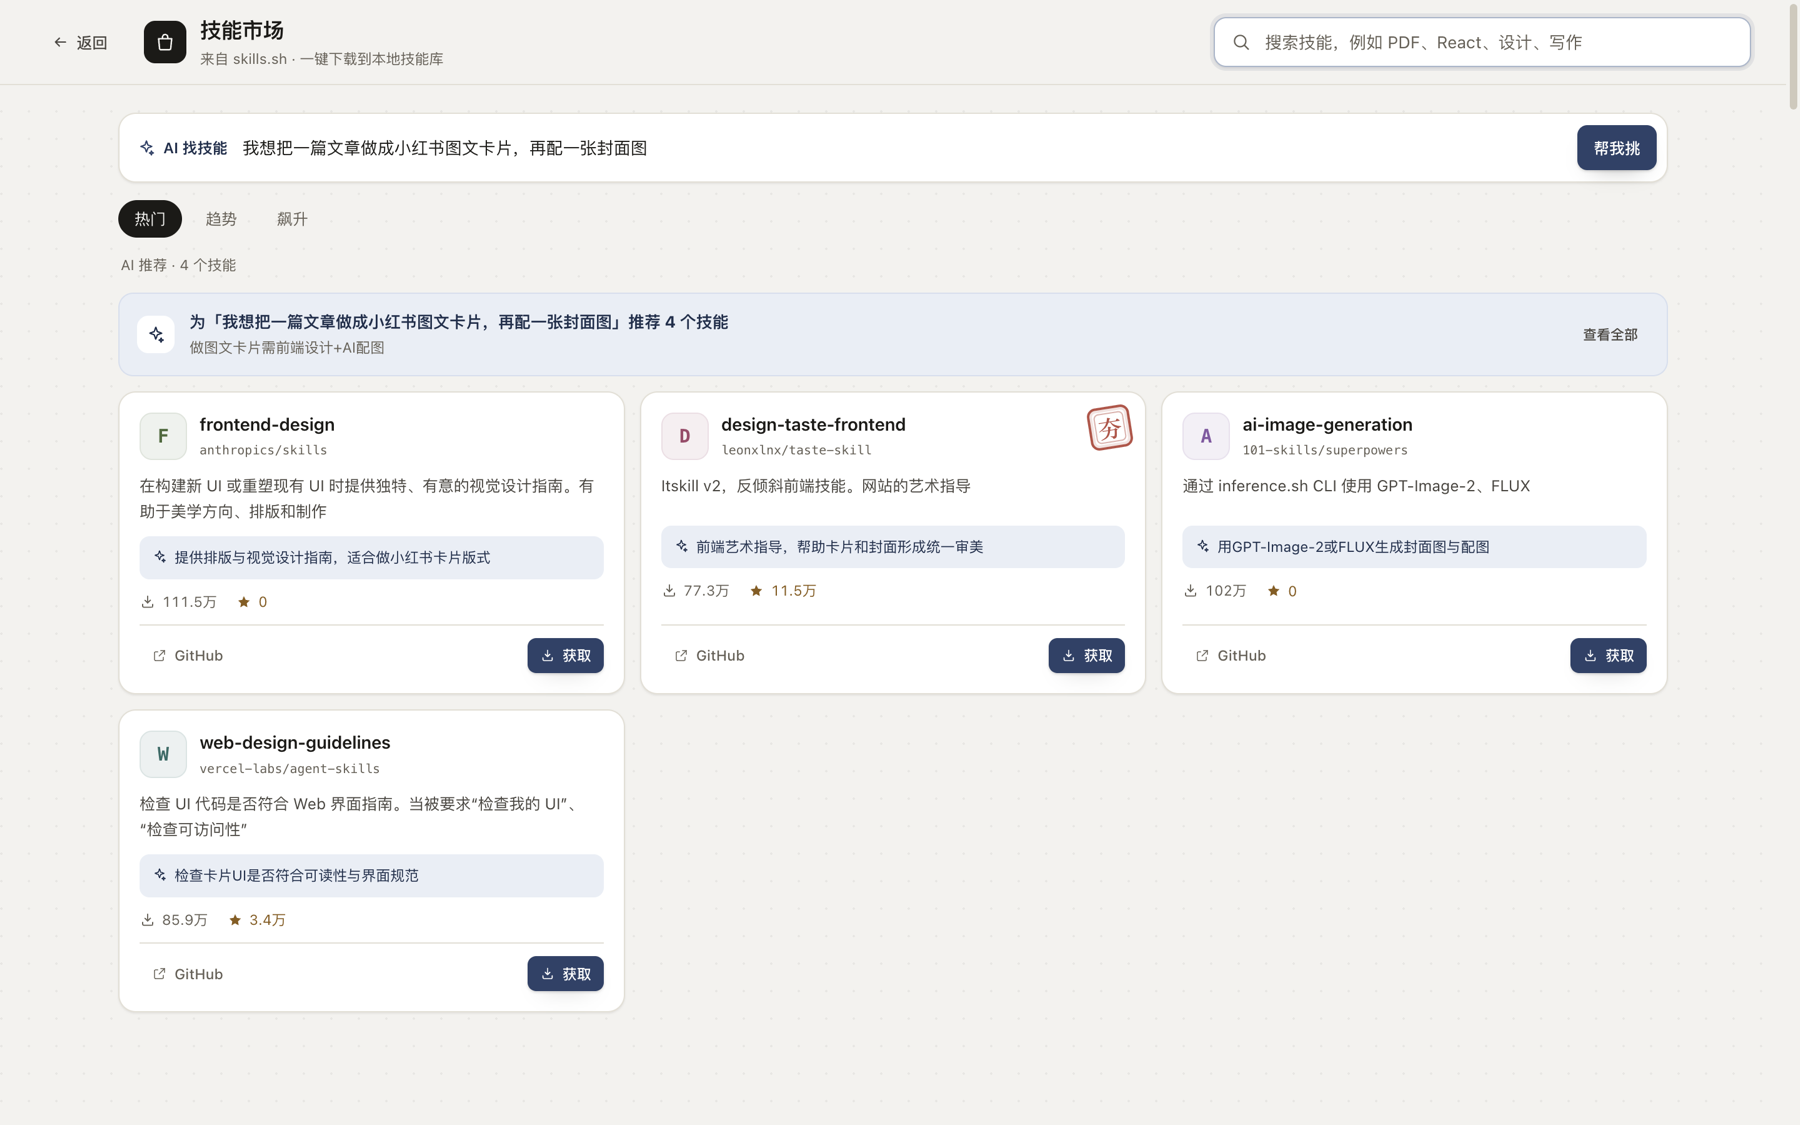 返回
技能市场
来自 skills.sh · 一键下载到本地技能库
搜索技能，例如 PDF、React、设计、写作
AI 找技能
我想把一篇文章做成小红书图文卡片，再配一张封面图
帮我挑
热门
趋势
飙升
AI 推荐 · 4 个技能
为「我想把一篇文章做成小红书图文卡片，再配一张封面图」推荐 4 个技能
做图文卡片需前端设计+AI配图
查看全部
F
frontend-design
anthropics/skills
在构建新 UI 或重塑现有 UI 时提供独特、有意的视觉设计指南。有
助于美学方向、排版和制作
提供排版与视觉设计指南，适合做小红书卡片版式
111.5万
0
GitHub
获取
D
design-taste-frontend
leonxlnx/taste-skill
夯
ltskill v2，反倾斜前端技能。网站的艺术指导
前端艺术指导，帮助卡片和封面形成统一审美
77.3万
11.5万
GitHub
获取
A
ai-image-generation
101-skills/superpowers
通过 inference.sh CLI 使用 GPT-Image-2、FLUX
用GPT-Image-2或FLUX生成封面图与配图
102万
0
GitHub
获取
W
web-design-guidelines
vercel-labs/agent-skills
检查 UI 代码是否符合 Web 界面指南。当被要求“检查我的 UI”、
“检查可访问性”
检查卡片UI是否符合可读性与界面规范
85.9万
3.4万
GitHub
获取